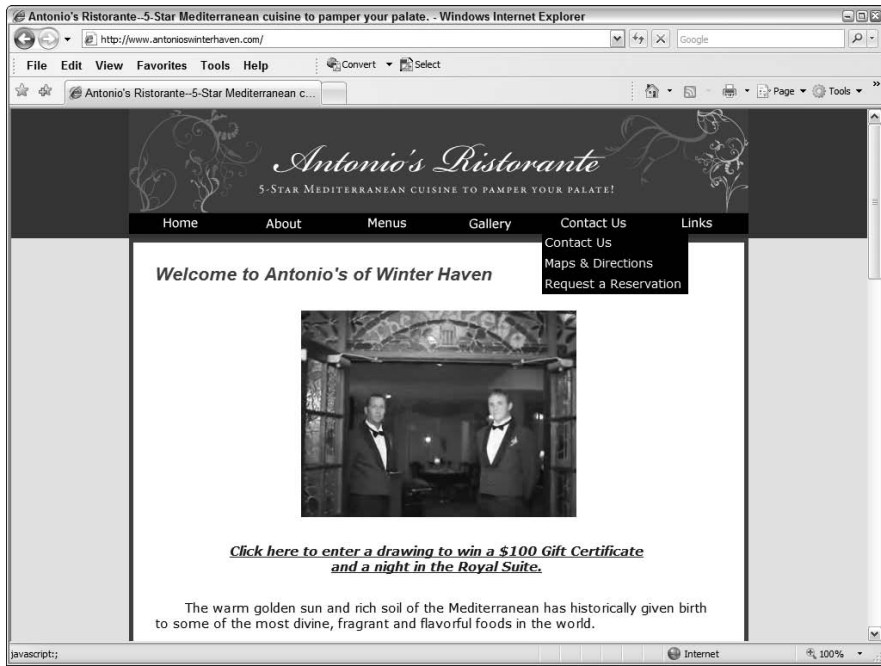 Antonio's Ristorante--5-Star Mediterranean cuisine to pamper your palate. - Windows Internet Explorer
http://www.antonioswinterhaven.com/
Google
File Edit View Favorites Tools Help Convert Select
Antonio's Ristorante--5-Star Mediterranean c... Page Tools »
Antonio's Ristorante
5-Star Mediterranean cuisine to pamper your palate!
Home About Menus Gallery Contact Us Links
Contact Us
Maps & Directions
Request a Reservation
Welcome to Antonio's of Winter Haven
Click here to enter a drawing to win a $100 Gift Certificate
and a night in the Royal Suite.
The warm golden sun and rich soil of the Mediterranean has historically given birth
to some of the most divine, fragrant and flavorful foods in the world.
javascript:; Internet 100%